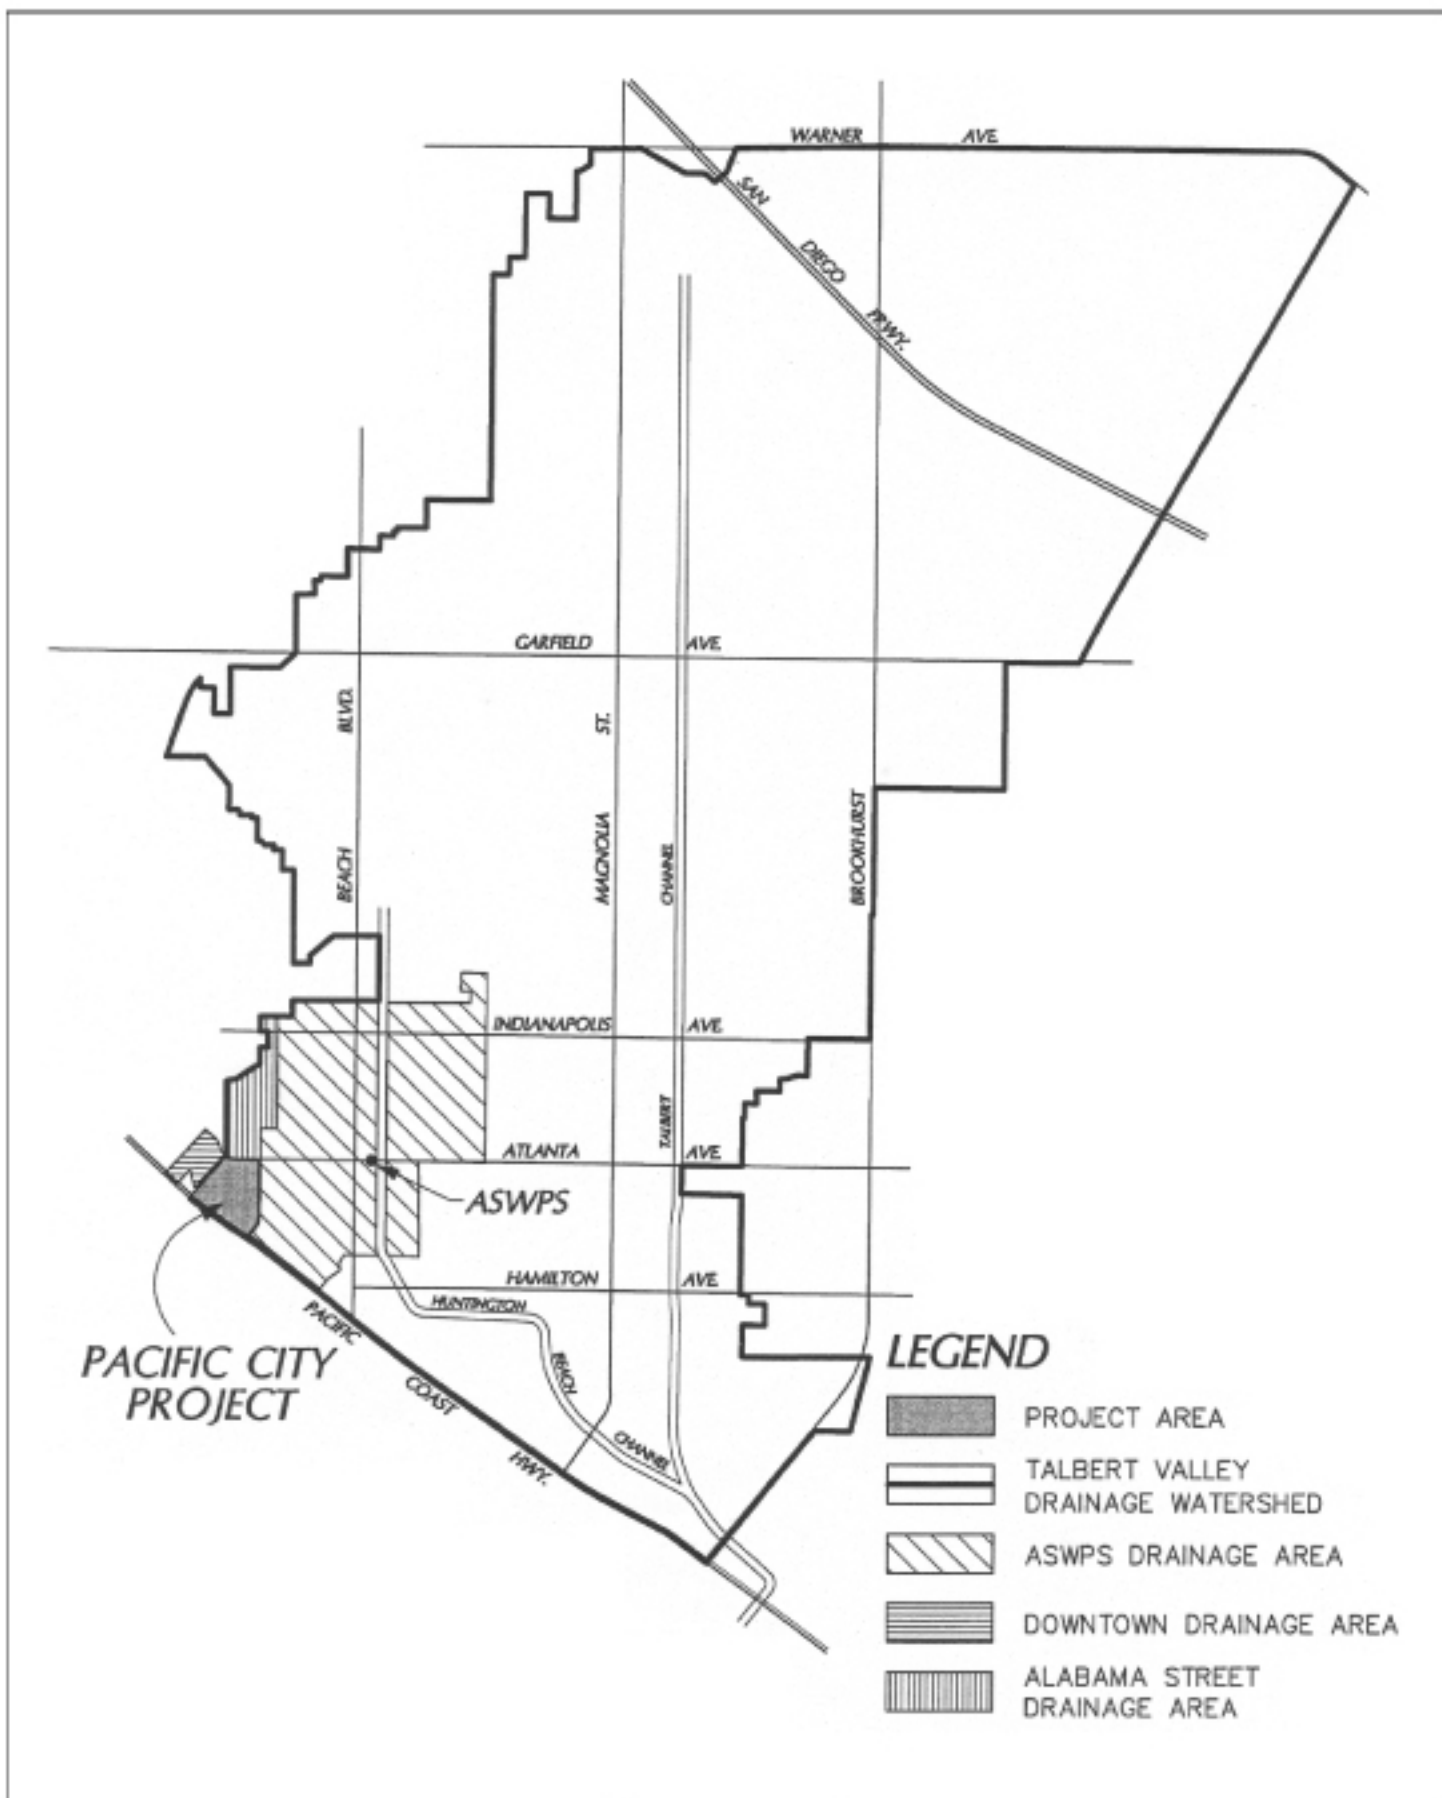 WARNER AVE.
SAN DIEGO FRWY.
GARFIELD AVE.
BEACH BLVD.
MAGNOLIA ST.
TALBERT CHANNEL
BROOKHURST
INDIANAPOLIS AVE.
ATLANTA AVE.
ASWPS
HAMILTON AVE.
HUNTINGTON BEACH CHANNEL
PACIFIC COAST HWY.
PACIFIC CITY
PROJECT
LEGEND
PROJECT AREA
TALBERT VALLEY
DRAINAGE WATERSHED
ASWPS DRAINAGE AREA
DOWNTOWN DRAINAGE AREA
ALABAMA STREET
DRAINAGE AREA